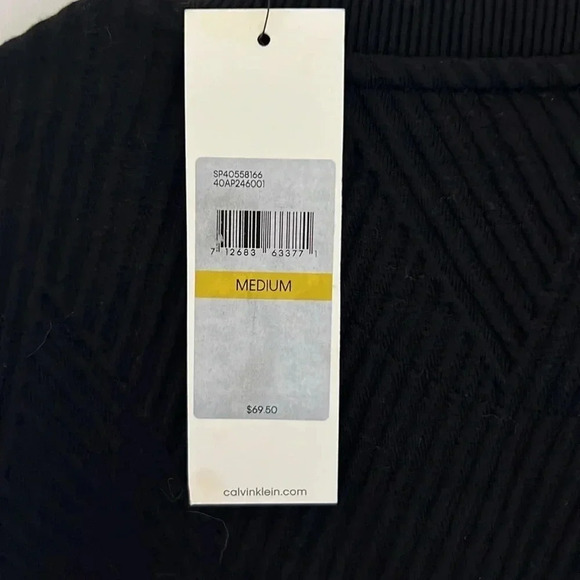 SP40558166
40AP246001
7 12683 63377 1
MEDIUM
$69.50
calvinklein.com